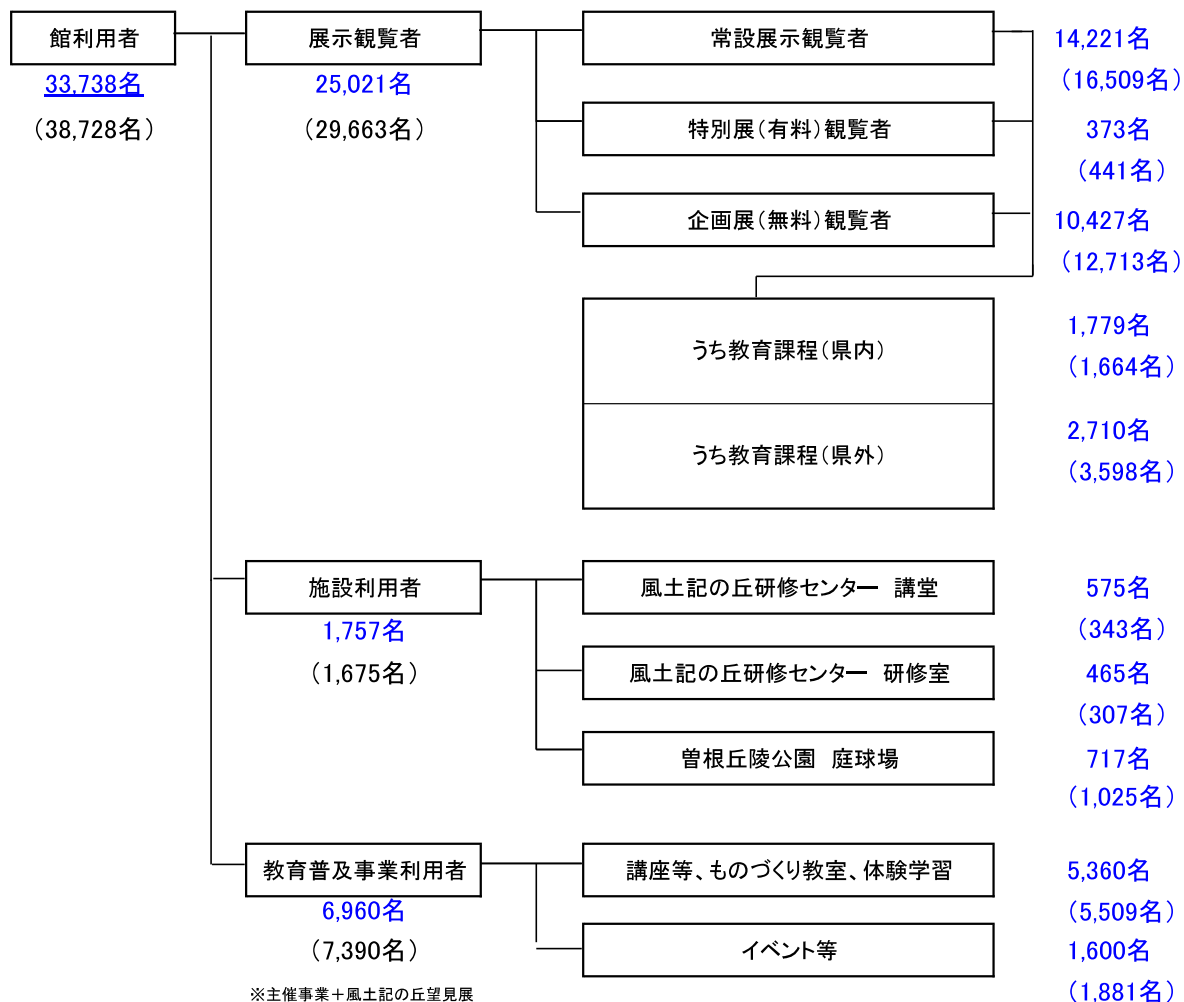 館利用者
33,738名
(38,728名)
展示観覧者
25,021名
(29,663名)
常設展示観覧者
14,221名
(16,509名)
特別展(有料)観覧者
373名
(441名)
企画展(無料)観覧者
10,427名
(12,713名)
うち教育課程(県内)
1,779名
(1,664名)
うち教育課程(県外)
2,710名
(3,598名)
施設利用者
1,757名
(1,675名)
風土記の丘研修センター 講堂
575名
(343名)
風土記の丘研修センター 研修室
465名
(307名)
曽根丘陵公園 庭球場
717名
(1,025名)
教育普及事業利用者
6,960名
(7,390名)
※主催事業+風土記の丘望見展
講座等、ものづくり教室、体験学習
5,360名
(5,509名)
イベント等
1,600名
(1,881名)